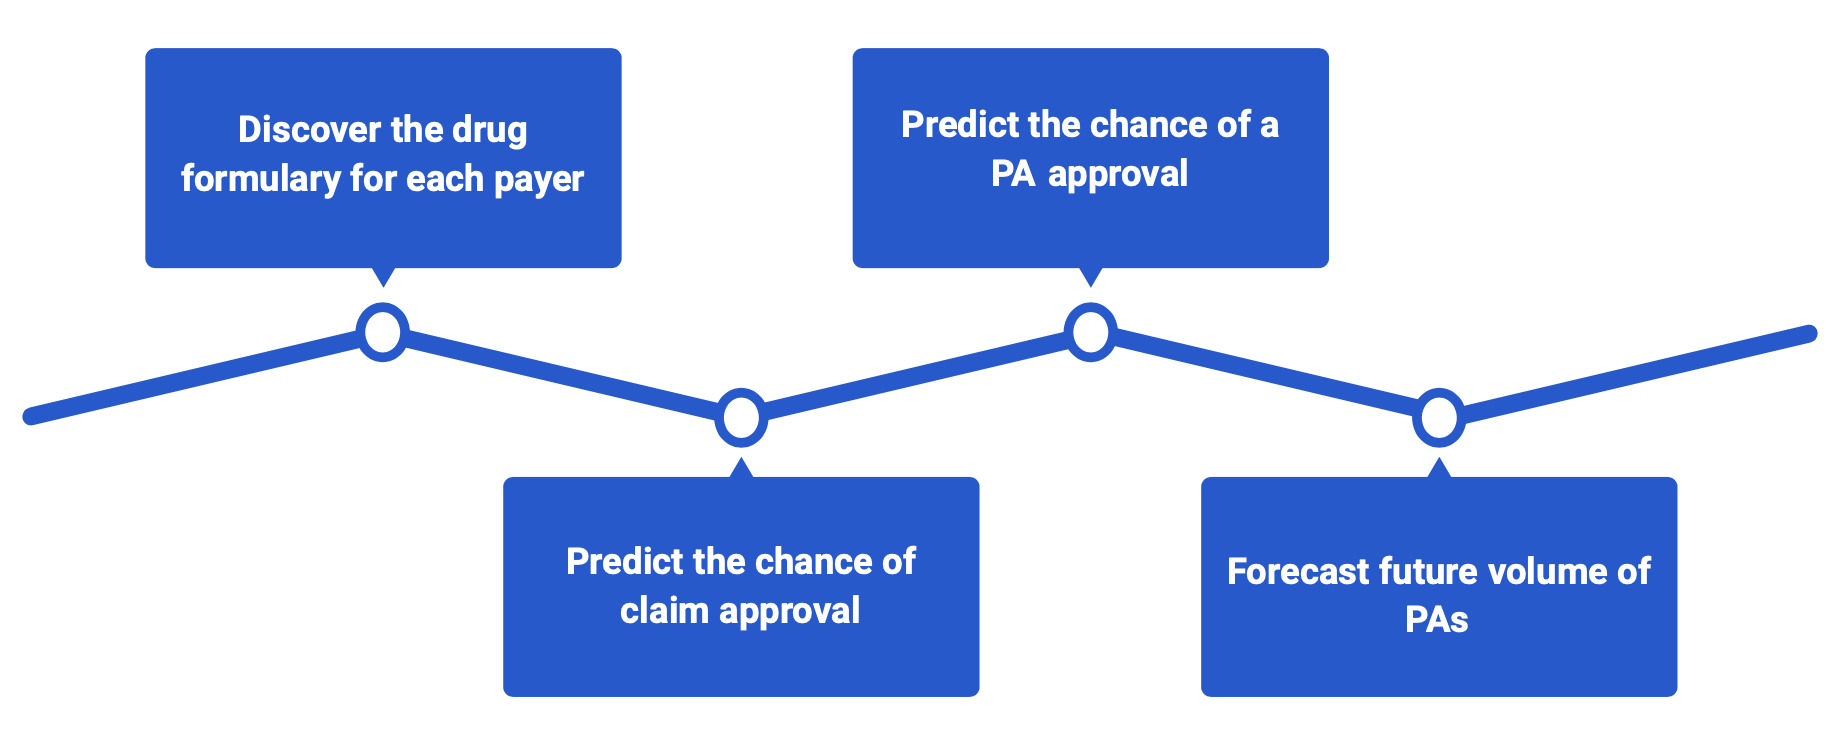 Discover the drug
formulary for each payer
Predict the chance of
claim approval
Predict the chance of a
PA approval
Forecast future volume of
PAs